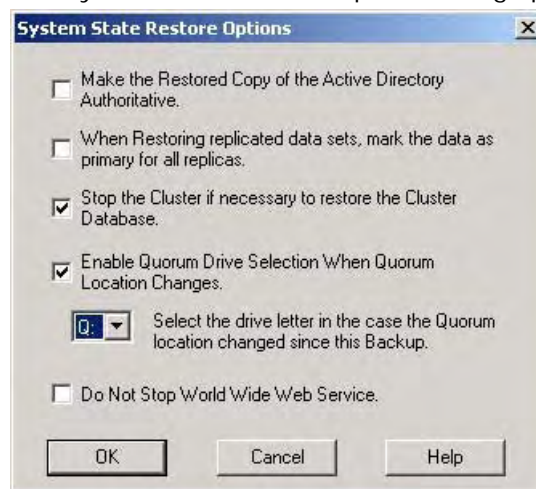 System State Restore Options
Make the Restored Copy of the Active Directory
Authoritative.
When Restoring replicated data sets, mark the data as
primary for all replicas.
Stop the Cluster if necessary to restore the Cluster
Database.
Enable Quorum Drive Selection When Quorum
Location Changes.
Q: Select the drive letter in the case the Quorum
location changed since this Backup.
Do Not Stop World Wide Web Service.
OK Cancel Help